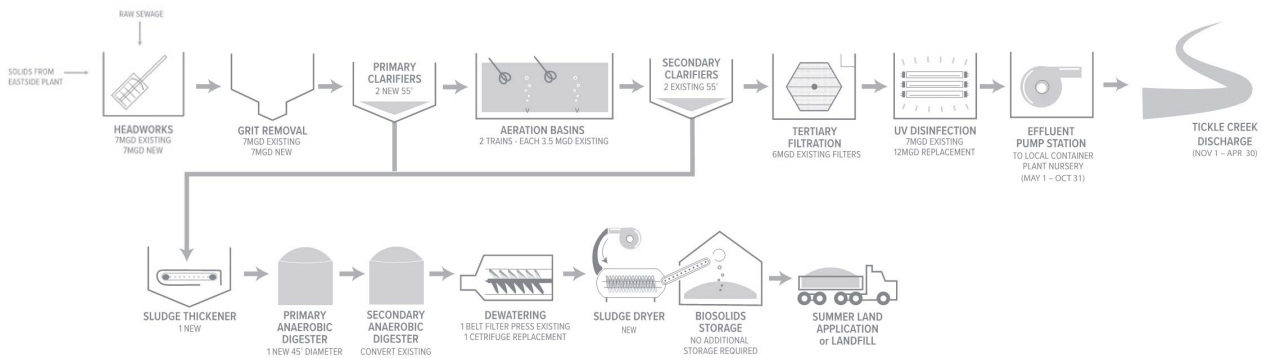 RAW SEWAGE
SOLIDS FROM
EASTSIDE PLANT
HEADWORKS
7MGD EXISTING
7MGD NEW
GRIT REMOVAL
7MGD EXISTING
7MGD NEW
PRIMARY
CLARIFIERS
2 NEW 55'
AERATION BASINS
2 TRAINS - EACH 3.5 MGD EXISTING
SECONDARY
CLARIFIERS
2 EXISTING 55'
TERTIARY
FILTRATION
6MGD EXISTING FILTERS
UV DISINFECTION
7MGD EXISTING
12MGD REPLACEMENT
EFFLUENT
PUMP STATION
TO LOCAL CONTAINER
PLANT NURSERY
(MAY 1 – OCT 31)
TICKLE CREEK
DISCHARGE
(NOV 1 – APR 30)
SLUDGE THICKENER
1 NEW
PRIMARY
ANAEROBIC
DIGESTER
1 NEW 45' DIAMETER
SECONDARY
ANAEROBIC
DIGESTER
CONVERT EXISTING
DEWATERING
1 BELT FILTER PRESS EXISTING
1 CETRIFUGE REPLACEMENT
SLUDGE DRYER
NEW
BIOSOLIDS
STORAGE
NO ADDITIONAL
STORAGE REQUIRED
SUMMER LAND
APPLICATION
or LANDFILL